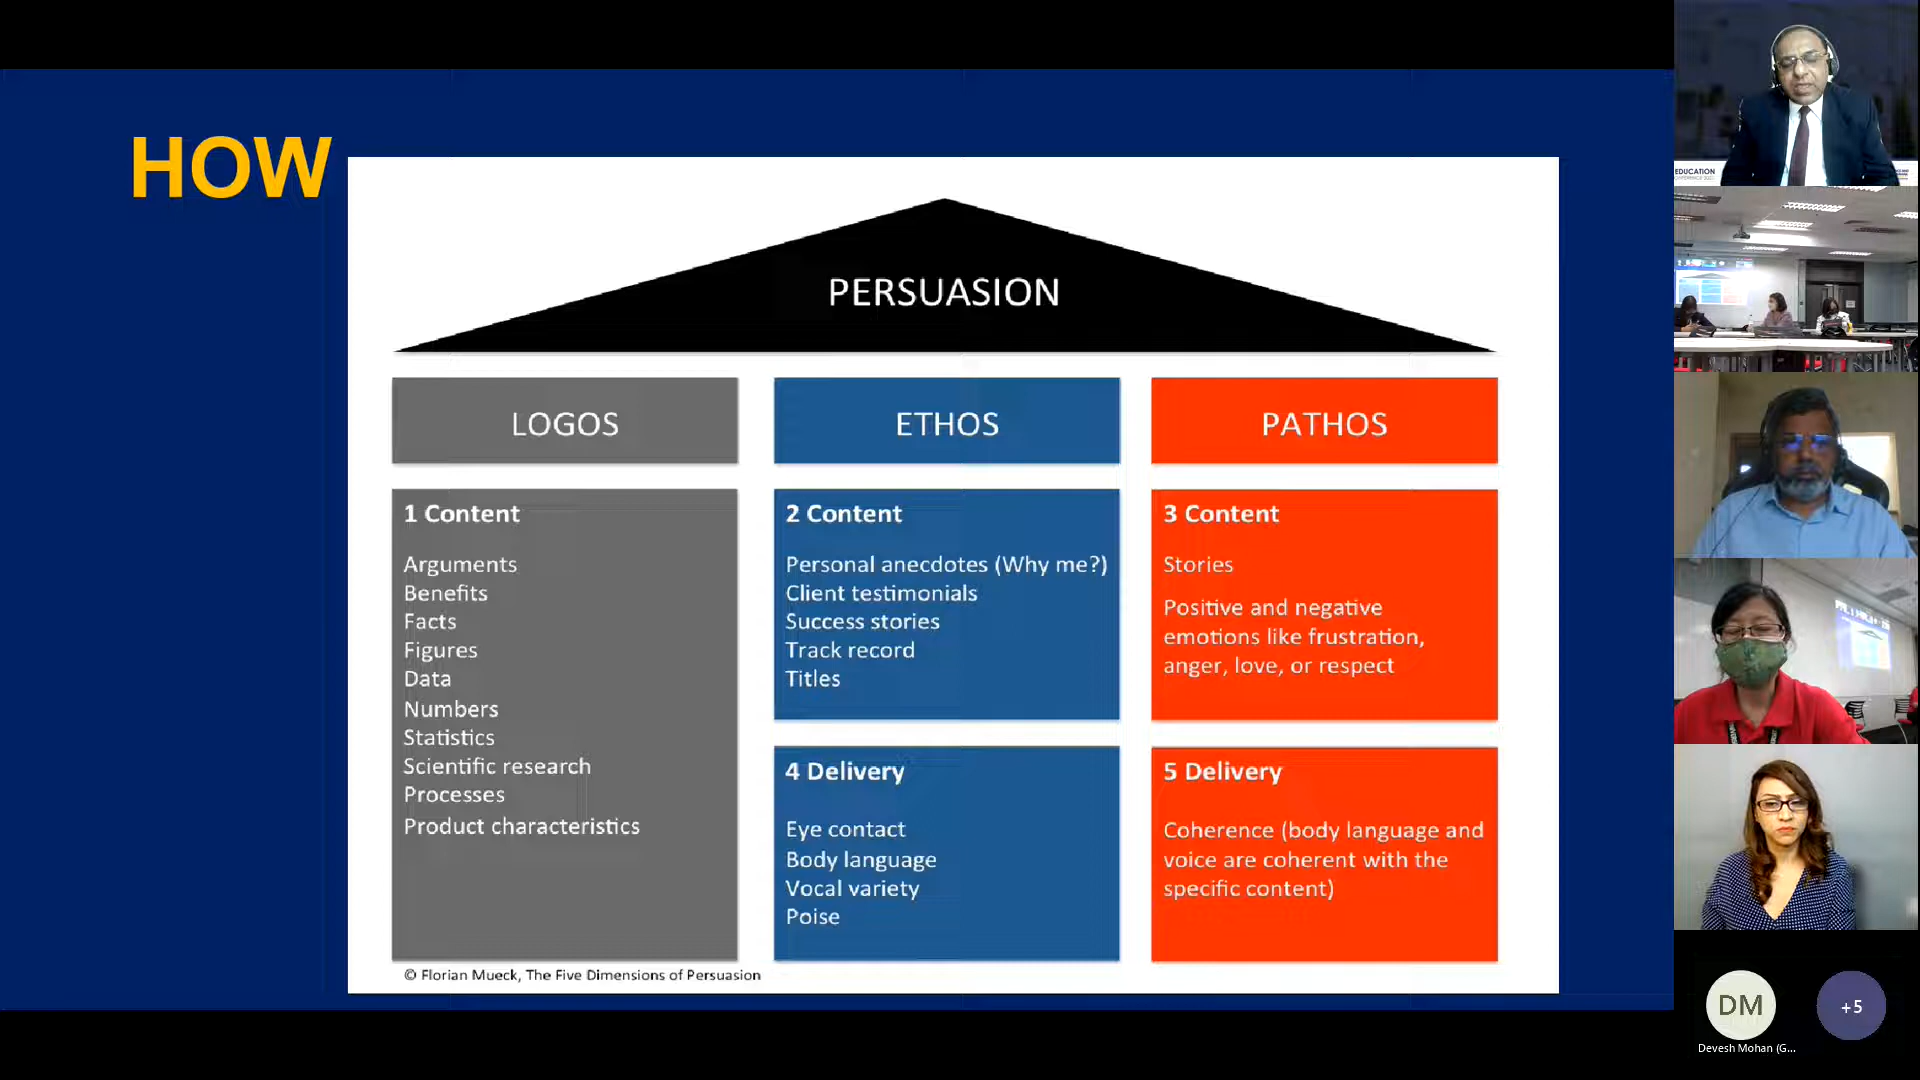 HOW
PERSUASION
LOGOS
ETHOS
PATHOS
1 Content
Arguments
Benefits
Facts
Figures
Data
Numbers
Statistics
Scientific research
Processes
Product characteristics
2 Content
Personal anecdotes (Why me?)
Client testimonials
Success stories
Track record
Titles
3 Content
Stories
Positive and negative
emotions like frustration,
anger, love, or respect
4 Delivery
Eye contact
Body language
Vocal variety
Poise
5 Delivery
Coherence (body language and
voice are coherent with the
specific content)
© Florian Mueck, The Five Dimensions of Persuasion
EDUCATION
DM
+5
Devesh Mohan (G...